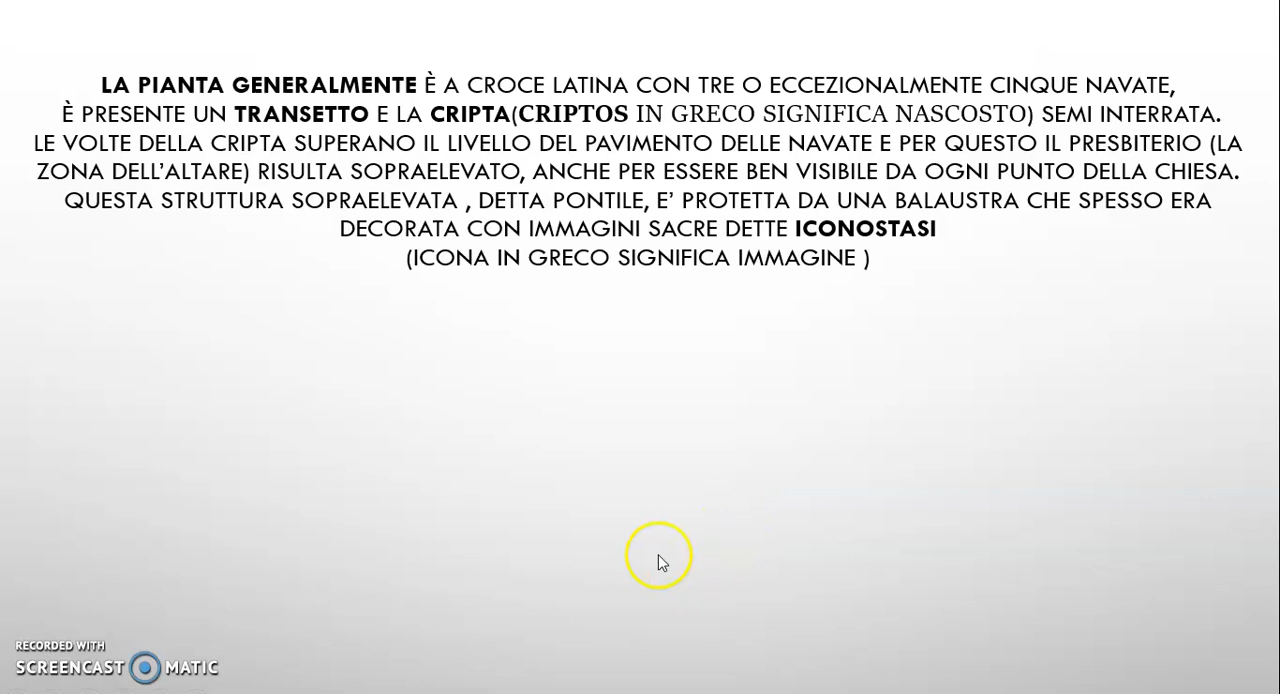 LA PIANTA GENERALMENTE È A CROCE LATINA CON TRE O ECCEZIONALMENTE CINQUE NAVATE,
È PRESENTE UN TRANSETTO E LA CRIPTA(CRIPTOS IN GRECO SIGNIFICA NASCOSTO) SEMI INTERRATA.
LE VOLTE DELLA CRIPTA SUPERANO IL LIVELLO DEL PAVIMENTO DELLE NAVATE E PER QUESTO IL PRESBITERIO (LA
ZONA DELL’ALTARE) RISULTA SOPRAELEVATO, ANCHE PER ESSERE BEN VISIBILE DA OGNI PUNTO DELLA CHIESA.
QUESTA STRUTTURA SOPRAELEVATA , DETTA PONTILE, E’ PROTETTA DA UNA BALAUSTRA CHE SPESSO ERA
DECORATA CON IMMAGINI SACRE DETTE ICONOSTASI
(ICONA IN GRECO SIGNIFICA IMMAGINE )
RECORDED WITH
SCREENCAST MATIC